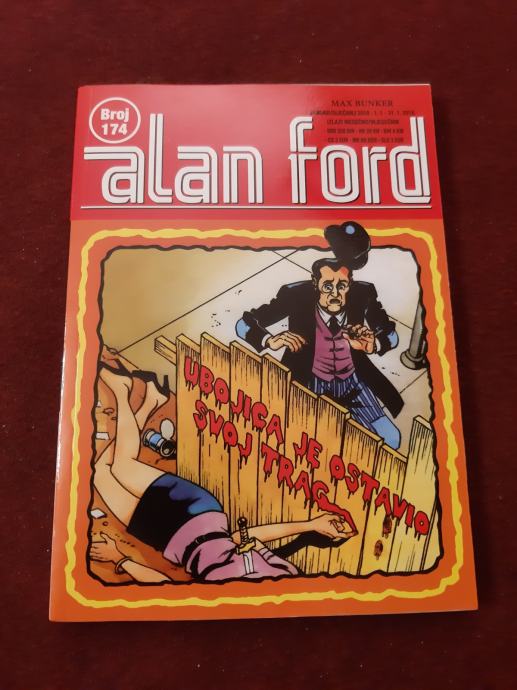 Broj
174
MAX BUNKER
alan ford
UBOJICA JE OSTAVIO
SVOJ TRAG